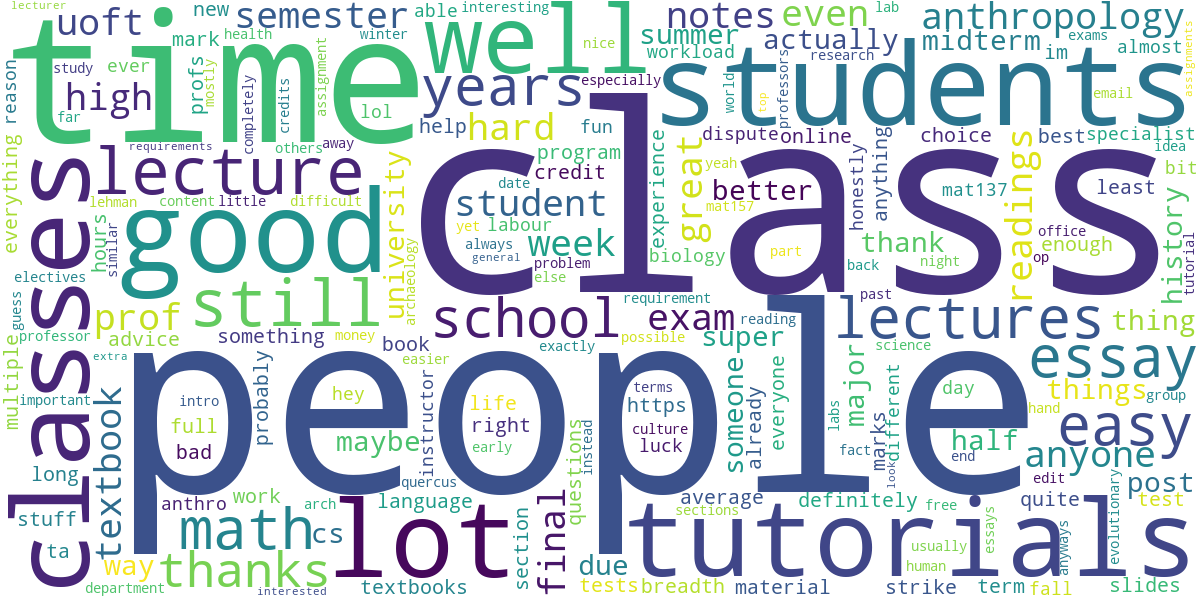 lecturer
uoft
time
semester
able
interesting
new
mark
health
winter
well
notes
even
summer
workload
actually
anthropology
midterm
im
exams
almost
assignments
reason
study
ever
high
far
profs
mostly
completely
credits
assignment
lol
years
nice
especially
students
research
professors
world
top
email
requirements
others
away
help
hard
fun
class
dispute
online
choice
best
specialist
idea
bit
everything
classes
lecture
lehman
content
little
difficult
university
program
credit
date
student
yet
labour
always
general
week
problem
else
experience
biology
great
yeah
better
mat157
part
honestly
anything
mat137
least
thank
night
back
office
op
enough
readings
history
tutorial
good
hours
similar
electives
guess
archaeology
still
prof
professor
advice
something
money
book
easier
school
exactly
requirement
exam
possible
reading
super
past
lectures
science
thing
multiple
important
extra
textbook
people
intro
full
bad
probably
hey
maybe
instructor
life
right
early
terms
https
culture
luck
someone
already
everyone
labs
major
fact
marks
look
different
day
half
end
essay
things
group
hand
easy
anyone
long
stuff
ta
anthro
work
arch
language
quercus
questions
instead
average
sections
definitely
free
edit
quite
post
test
math
cs
lot
final
section
due
tutorials
usually
human
essays
anyways
evolutionary
way
department
thanks
interested
textbooks
tests
breadth
material
strike
term
fall
slides